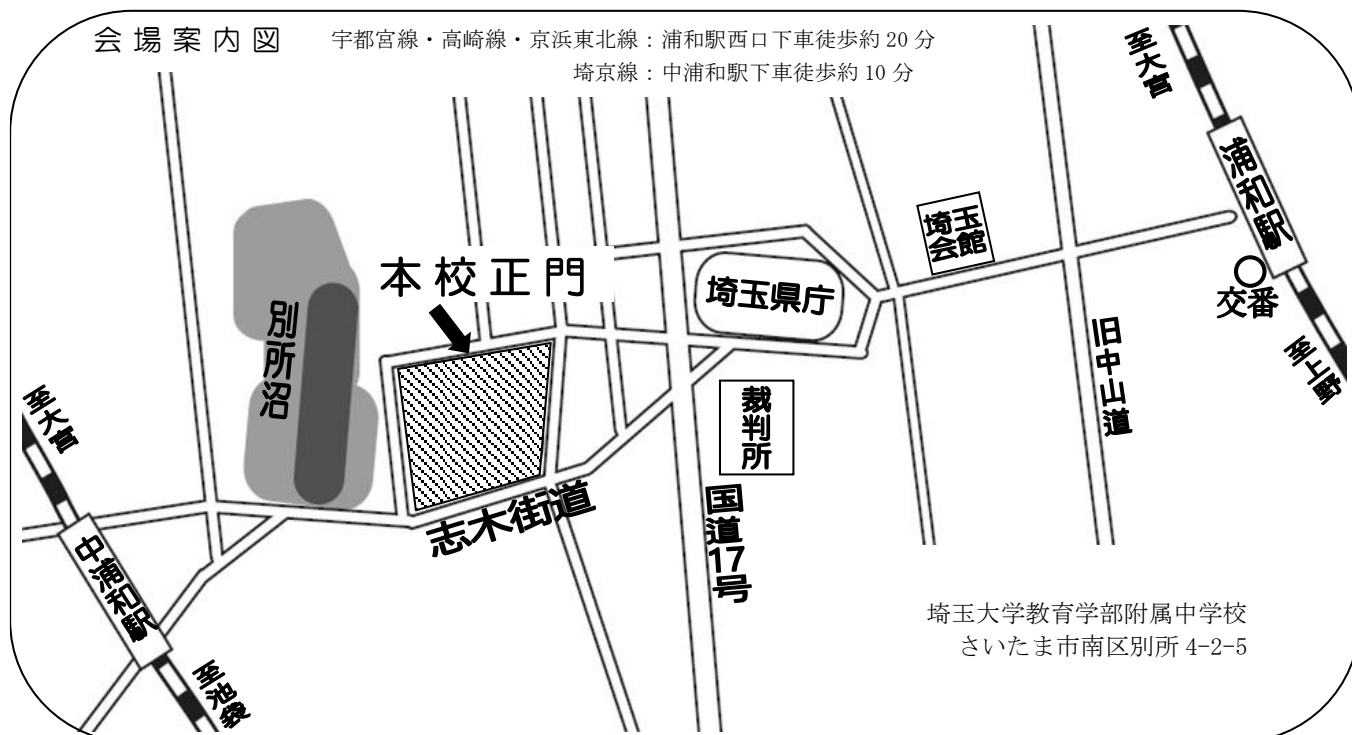 会場案内図
宇都宮線・高崎線・京浜東北線：浦和駅西口下車徒歩約 20 分
埼京線：中浦和駅下車徒歩約 10 分
至大宮
浦和駅
埼玉
会館
本校正門
埼玉県庁
交番
別所沼
旧中山道
至上野
裁判所
至大宮
志木街道
国道17号
中浦和駅
埼玉大学教育学部附属中学校
さいたま市南区別所 4-2-5
至池袋